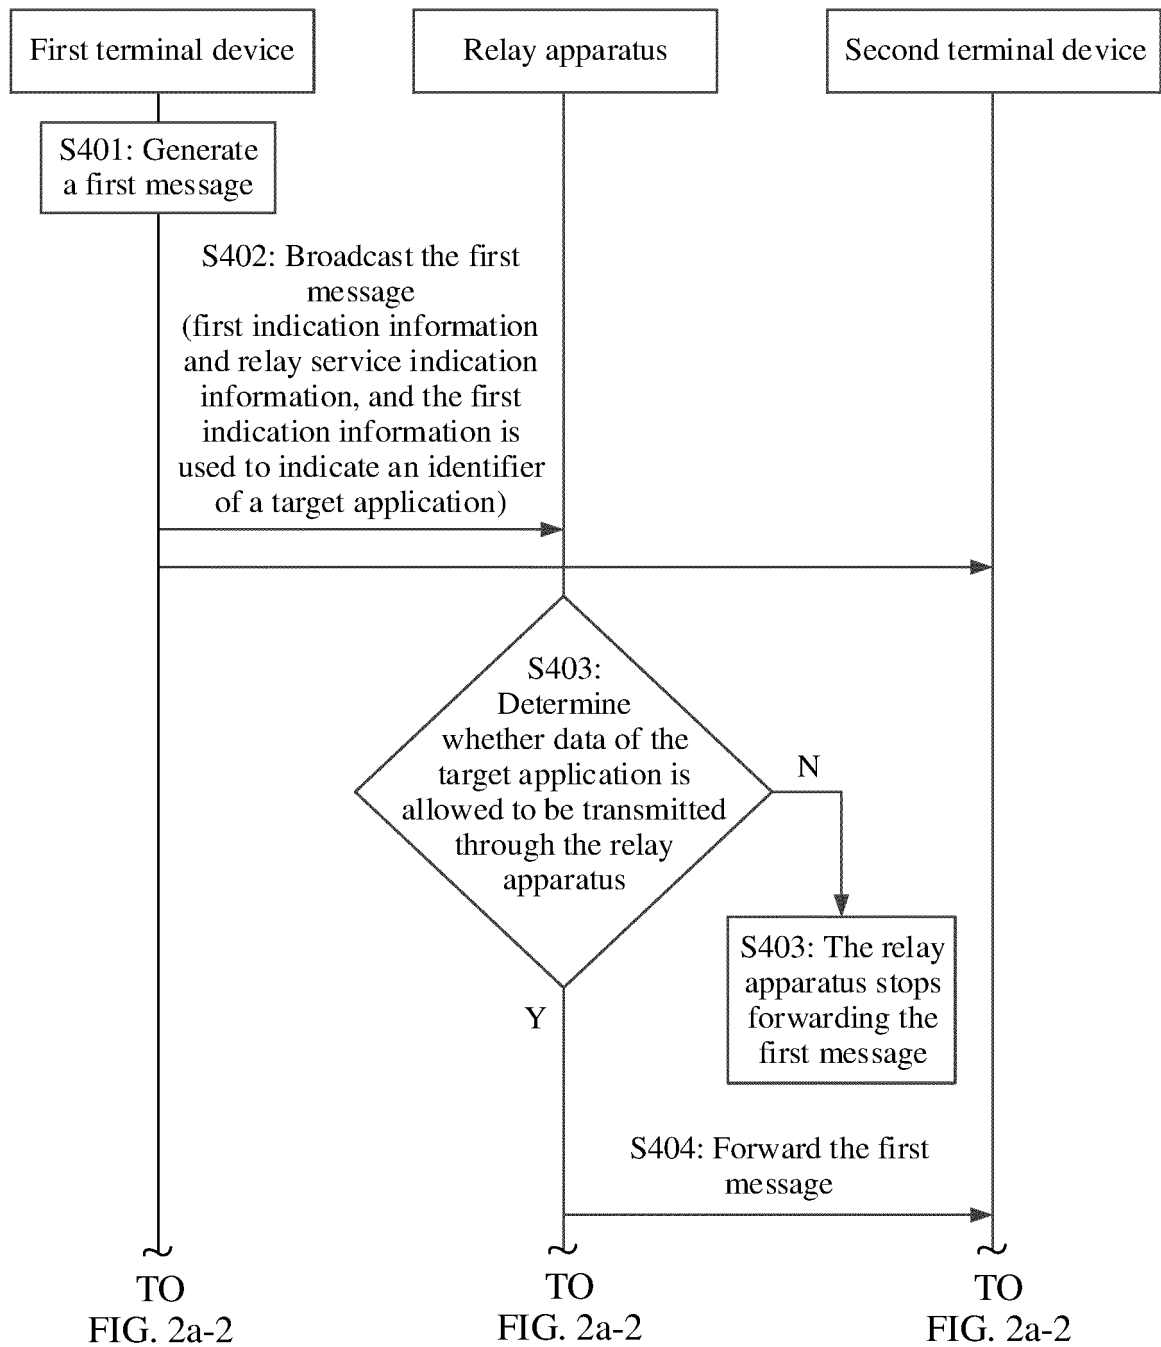 First terminal device
Relay apparatus
Second terminal device
S401: Generate
a first message
S402: Broadcast the first
message
(first indication information
and relay service indication
information, and the first
indication information is
used to indicate an identifier
of a target application)
S403:
Determine
whether data of the
target application is
allowed to be transmitted
through the relay
apparatus
N
S403: The relay
apparatus stops
forwarding the
first message
Y
S404: Forward the first
message
TO
FIG. 2a-2
TO
FIG. 2a-2
TO
FIG. 2a-2